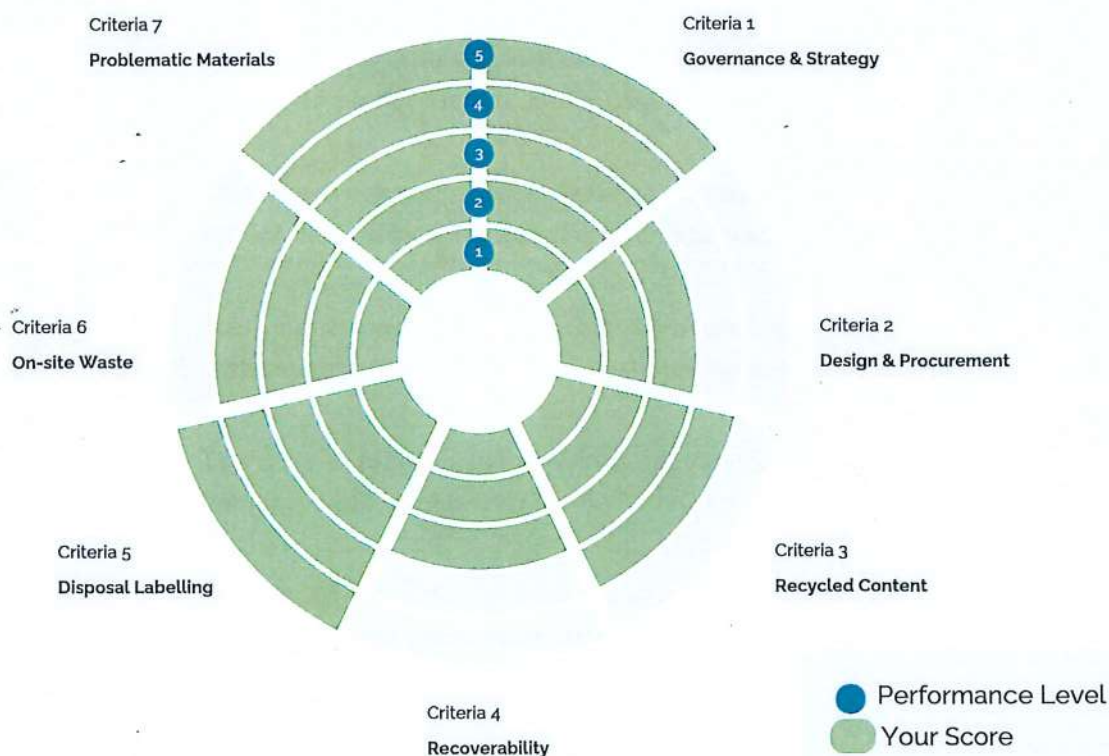 Criteria 7
Problematic Materials
Criteria 1
Governance & Strategy
5
4
3
2
1
Criteria 6
On-site Waste
Criteria 2
Design & Procurement
Criteria 5
Disposal Labelling
Criteria 3
Recycled Content
Criteria 4
Recoverability
Performance Level
Your Score